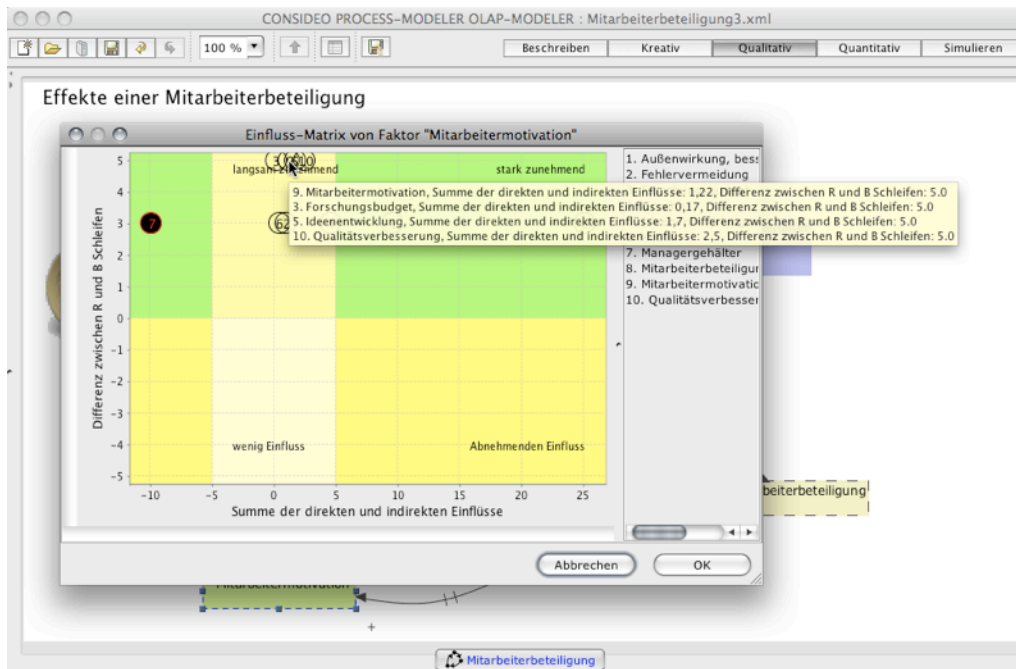 CONSIDEO PROCESS-MODELER OLAP-MODELER : Mitarbeiterbeteiligung3.xml
100 %
Beschreiben Kreativ Qualitativ Quantitativ Simulieren
Effekte einer Mitarbeiterbeteiligung
Einfluss-Matrix von Faktor "Mitarbeitermotivation"
1. Außenwirkung, bess
2. Fehlervermeidung
langsam zunehmend
stark zunehmend
9. Mitarbeitermotivation, Summe der direkten und indirekten Einflüsse: 1,22, Differenz zwischen R und B Schleifen: 5.0
3. Forschungsbudget, Summe der direkten und indirekten Einflüsse: 0,17, Differenz zwischen R und B Schleifen: 5.0
5. Ideenentwicklung, Summe der direkten und indirekten Einflüsse: 1,7, Differenz zwischen R und B Schleifen: 5.0
10. Qualitätsverbesserung, Summe der direkten und indirekten Einflüsse: 2,5, Differenz zwischen R und B Schleifen: 5.0
7. Managergehälter
8. Mitarbeiterbeteiligur
9. Mitarbeitermotivatic
10. Qualitätsverbesser
7
62
Differenz zwischen R und B Schleifen
5
4
3
2
1
0
-1
-2
-3
-4
-5
wenig Einfluss
Abnehmenden Einfluss
-10 -5 0 5 10 15 20 25
Summe der direkten und indirekten Einflüsse
beiterbeteiligung
Abbrechen OK
Mitarbeitermotivation
Mitarbeiterbeteiligung